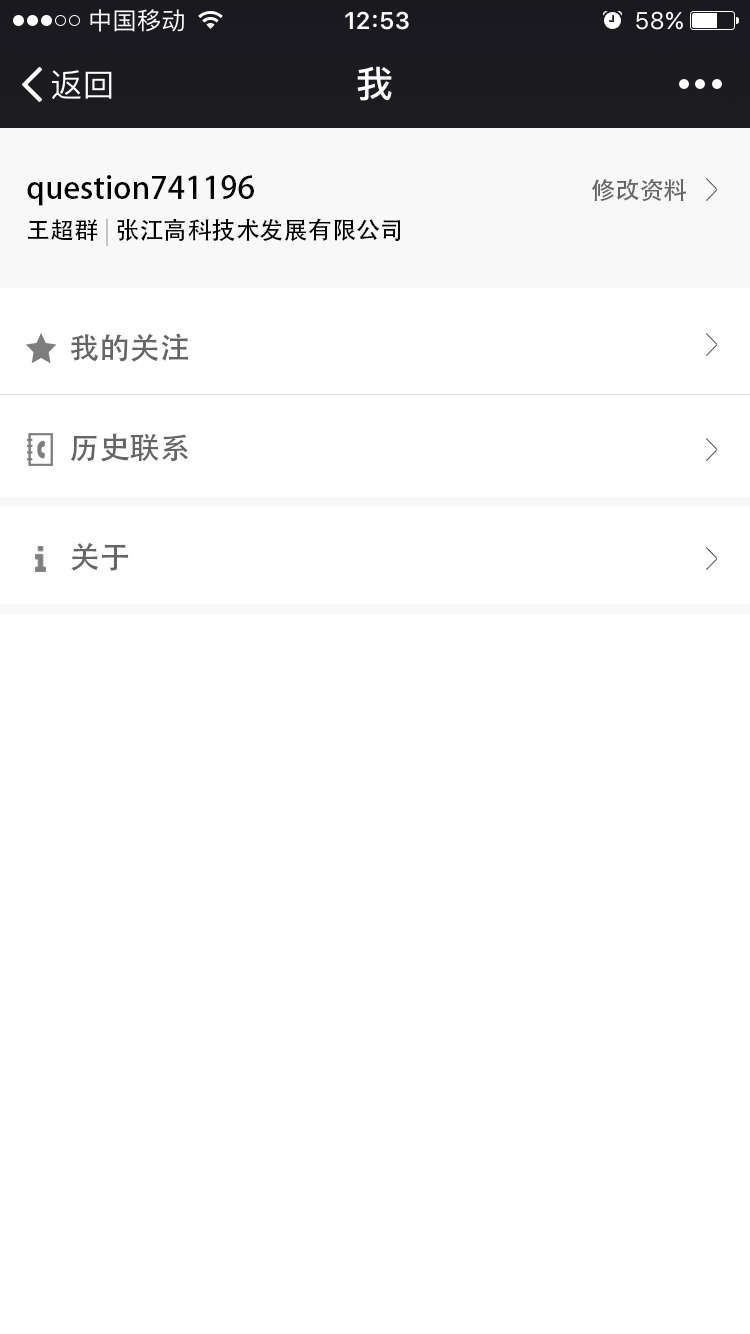 中国移动 12:53 58%
返回 我
question741196 修改资料
王超群 | 张江高科技术发展有限公司
我的关注
历史联系
关于